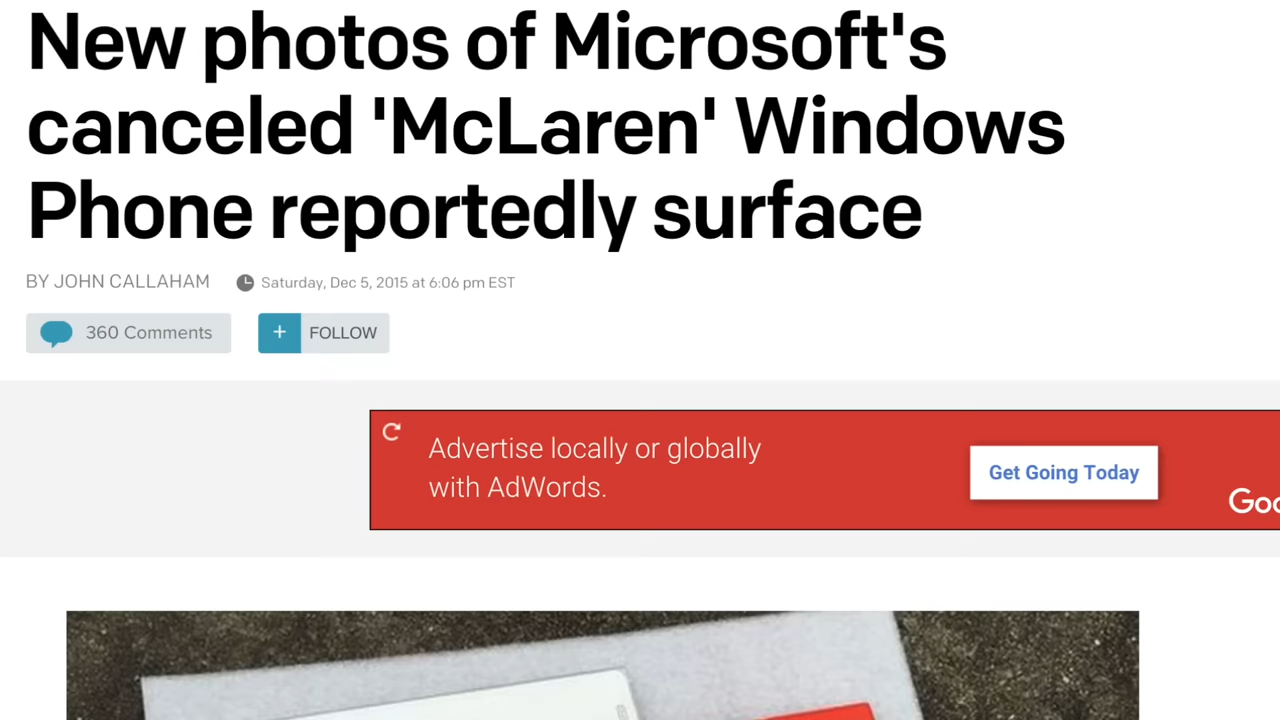 New photos of Microsoft's
canceled 'McLaren' Windows
Phone reportedly surface
BY JOHN CALLAHAM Saturday, Dec 5, 2015 at 6:06 pm EST
360 Comments + FOLLOW
Advertise locally or globally
with AdWords.
Get Going Today